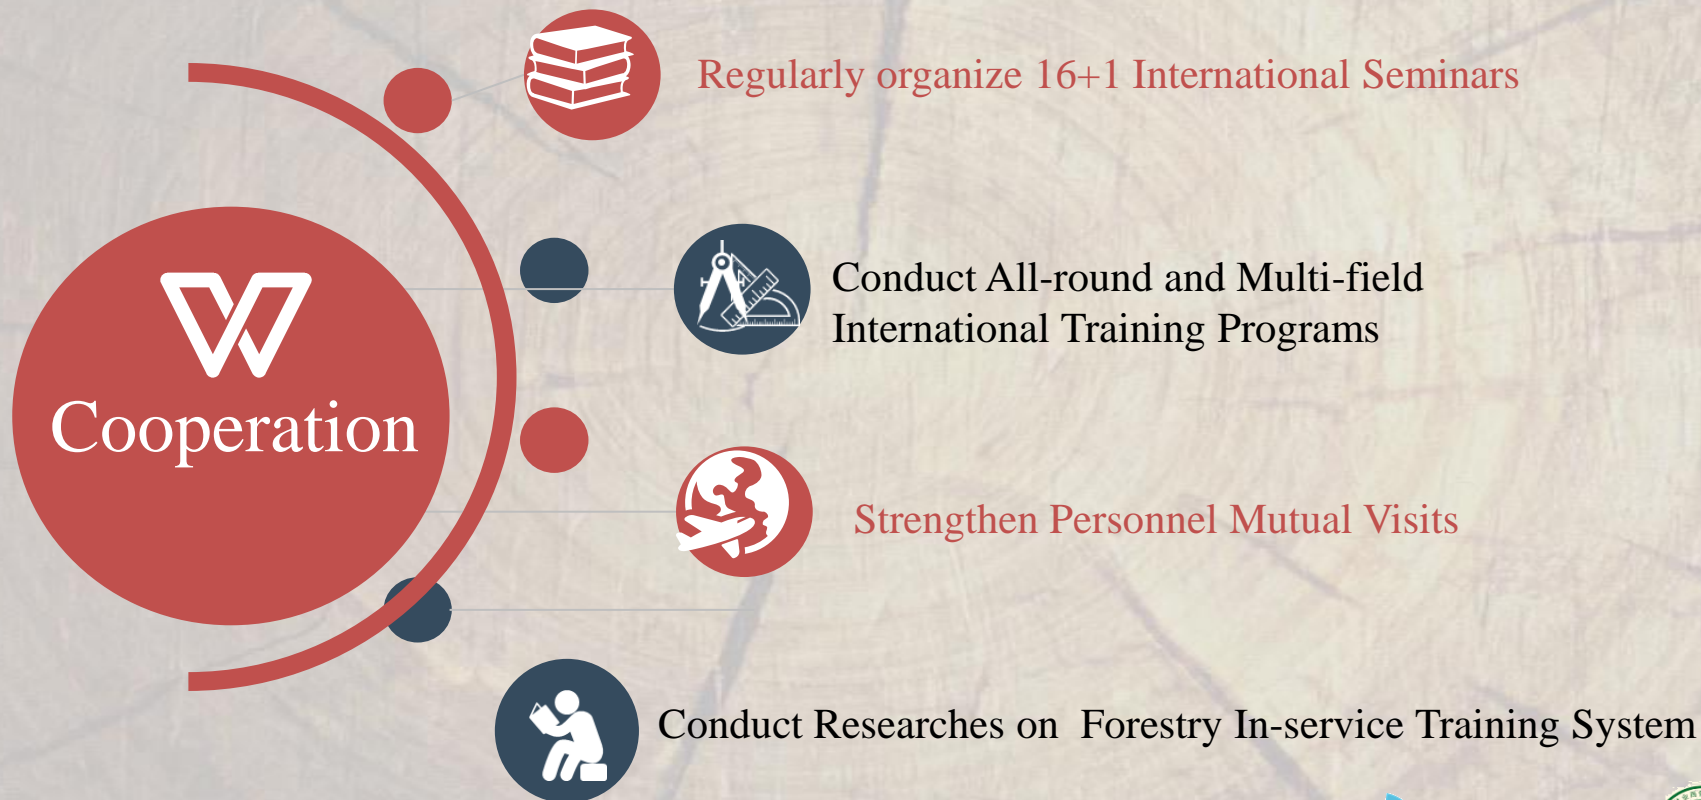 Regularly organize 16+1 International Seminars
Conduct All-round and Multi-field
International Training Programs
Cooperation
Strengthen Personnel Mutual Visits
Conduct Researches on Forestry In-service Training System